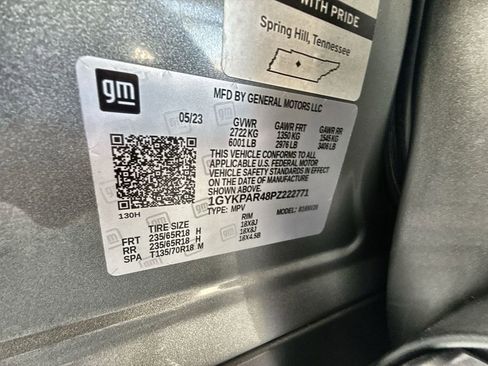 WITH PRIDE
Spring Hill, Tennessee
gm
MFD BY GENERAL MOTORS LLC
05/23 GVWR GAWR FRT GAWR RR
2722 KG 1350 KG 1545 KG
6001 LB 2976 LB 3406 LB
THIS VEHICLE CONFORMS TO ALL
APPLICABLE U.S. FEDERAL MOTOR
VEHICLE SAFETY STANDARDS IN EFFECT ON
THE DATE OF MANUFACTURE
SHOWN ABOVE.
1GYKPAR48PZ222771
TYPE: MPV MODEL:
130H
TIRE SIZE RIM
FRT 235/65R18 H 18X8J
RR 235/65R18 H 18X8J
SPA T135/70R18 M 18X4.5B